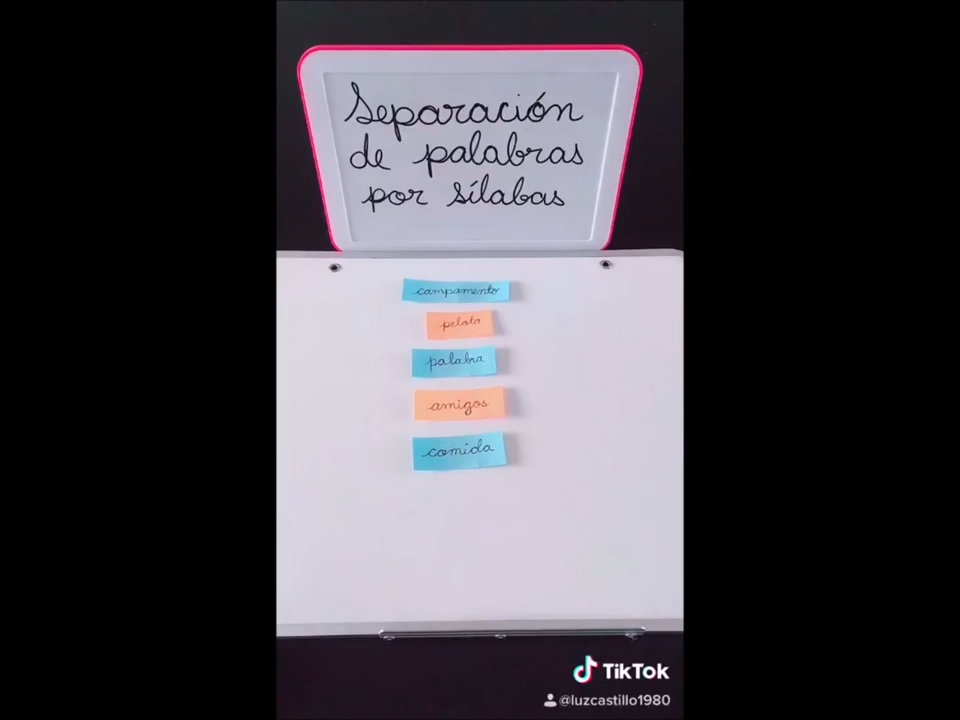 Separación
de palabras
por sílabas
campamento
pelota
palabra
amigos
comida
TikTok
@luzcastillo1980